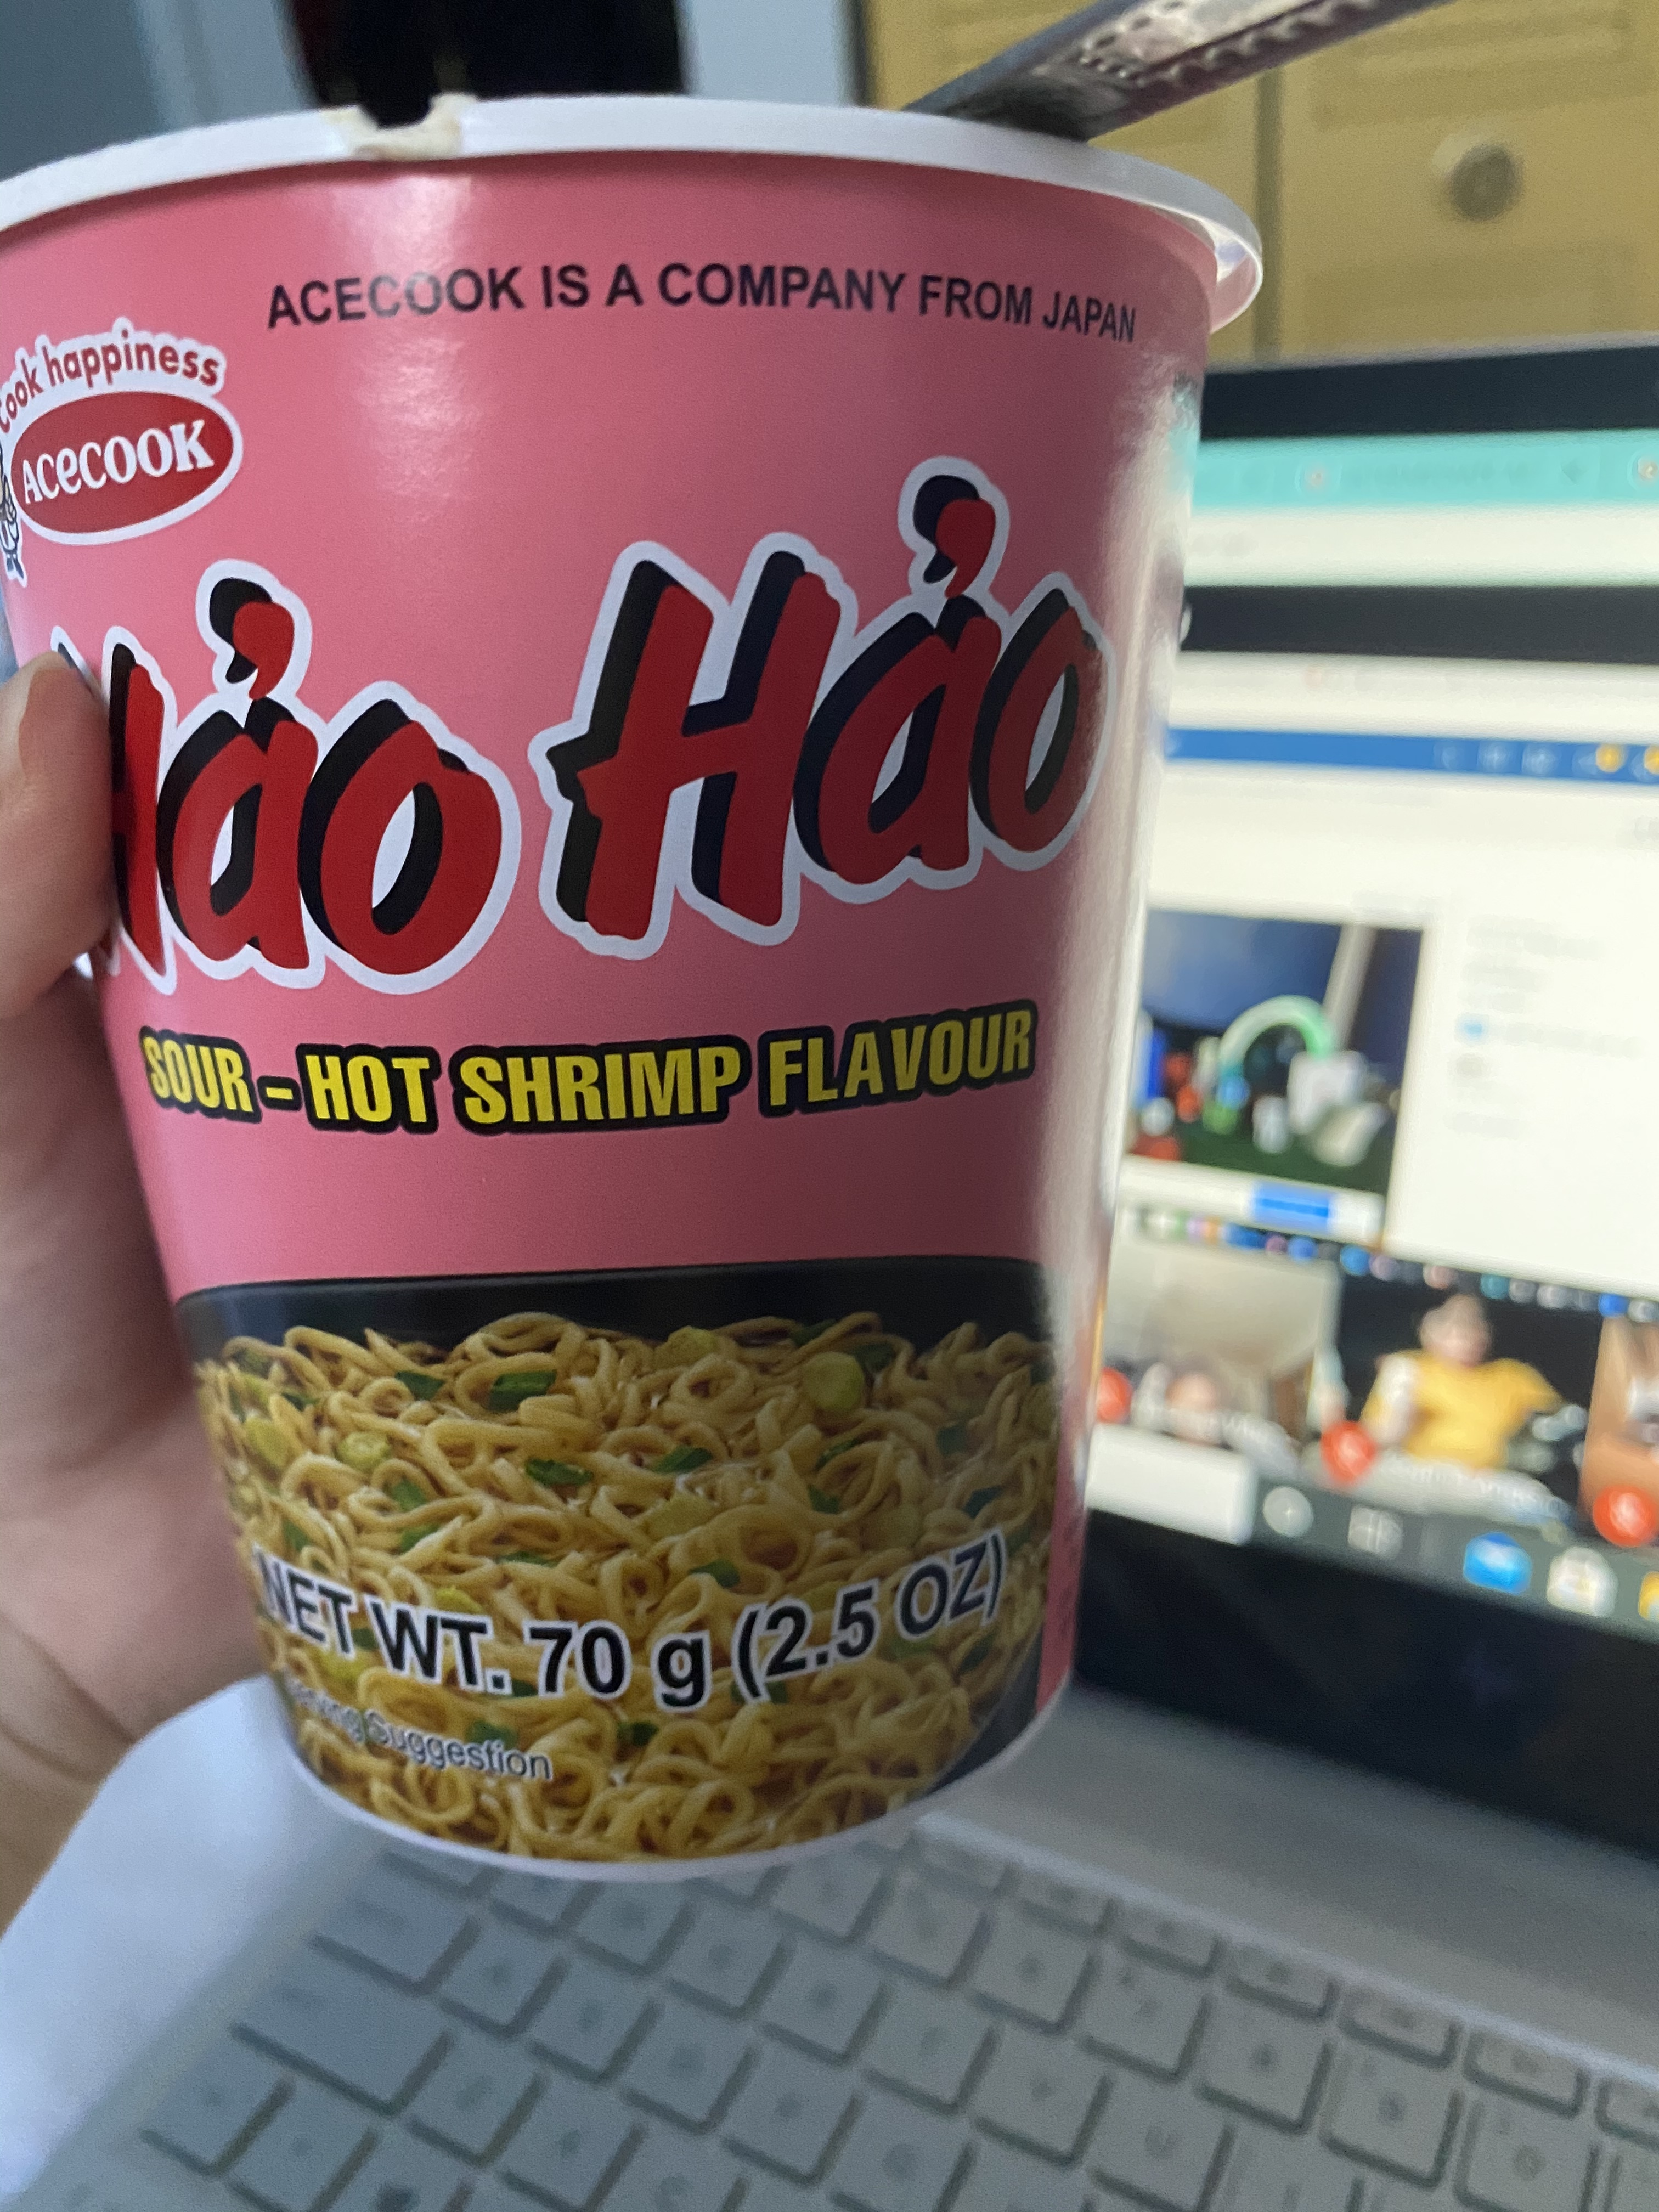 ACECOOK IS A COMPANY FROM JAPAN
Cook happiness
ACECOOK
Hảo Hảo
SOUR - HOT SHRIMP FLAVOUR
NET WT. 70 g (2.5 OZ)
Suggestion